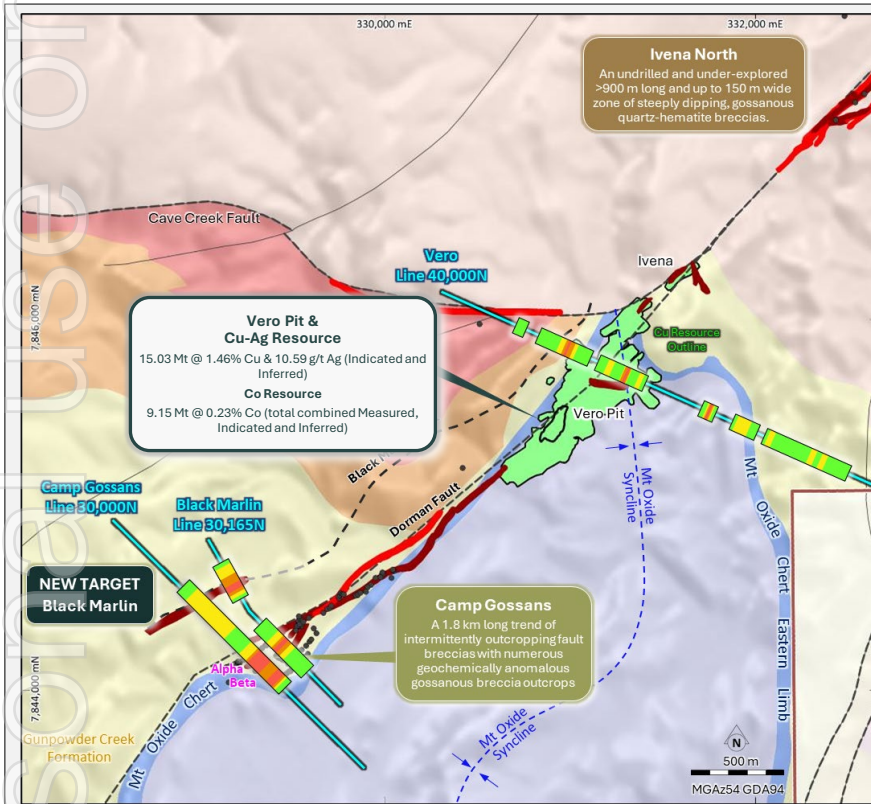 330,000 mE
332,000 mE
Ivena North
An undrilled and under-explored
>900 m long and up to 150 m wide
zone of steeply dipping, gossanous
quartz-hematite breccias.
Cave Creek Fault
Ivena
Vero
Line 40,000N
7,846,000 mN
Vero Pit &
Cu-Ag Resource
15.03 Mt @ 1.46% Cu & 10.59 g/t Ag (Indicated and
Inferred)
Co Resource
9.15 Mt @ 0.23% Co (total combined Measured,
Indicated and Inferred)
Cu Resource
Outline
Vero Pit
Black
Mt Oxide
Syncline
Camp Gossans
Line 30,000N
Black Marlin
Line 30,165N
Dorman Fault
Mt Oxide Chert Eastern Limb
NEW TARGET
Black Marlin
Camp Gossans
A 1.8 km long trend of
intermittently outcropping fault
breccias with numerous
geochemically anomalous
gossanous breccia outcrops
Alpha
Beta
7,844,000 mN
Mt Oxide Chert
Gunpowder Creek
Formation
Mt Oxide
Syncline
N
500 m
MGAz54 GDA94
sonal use or